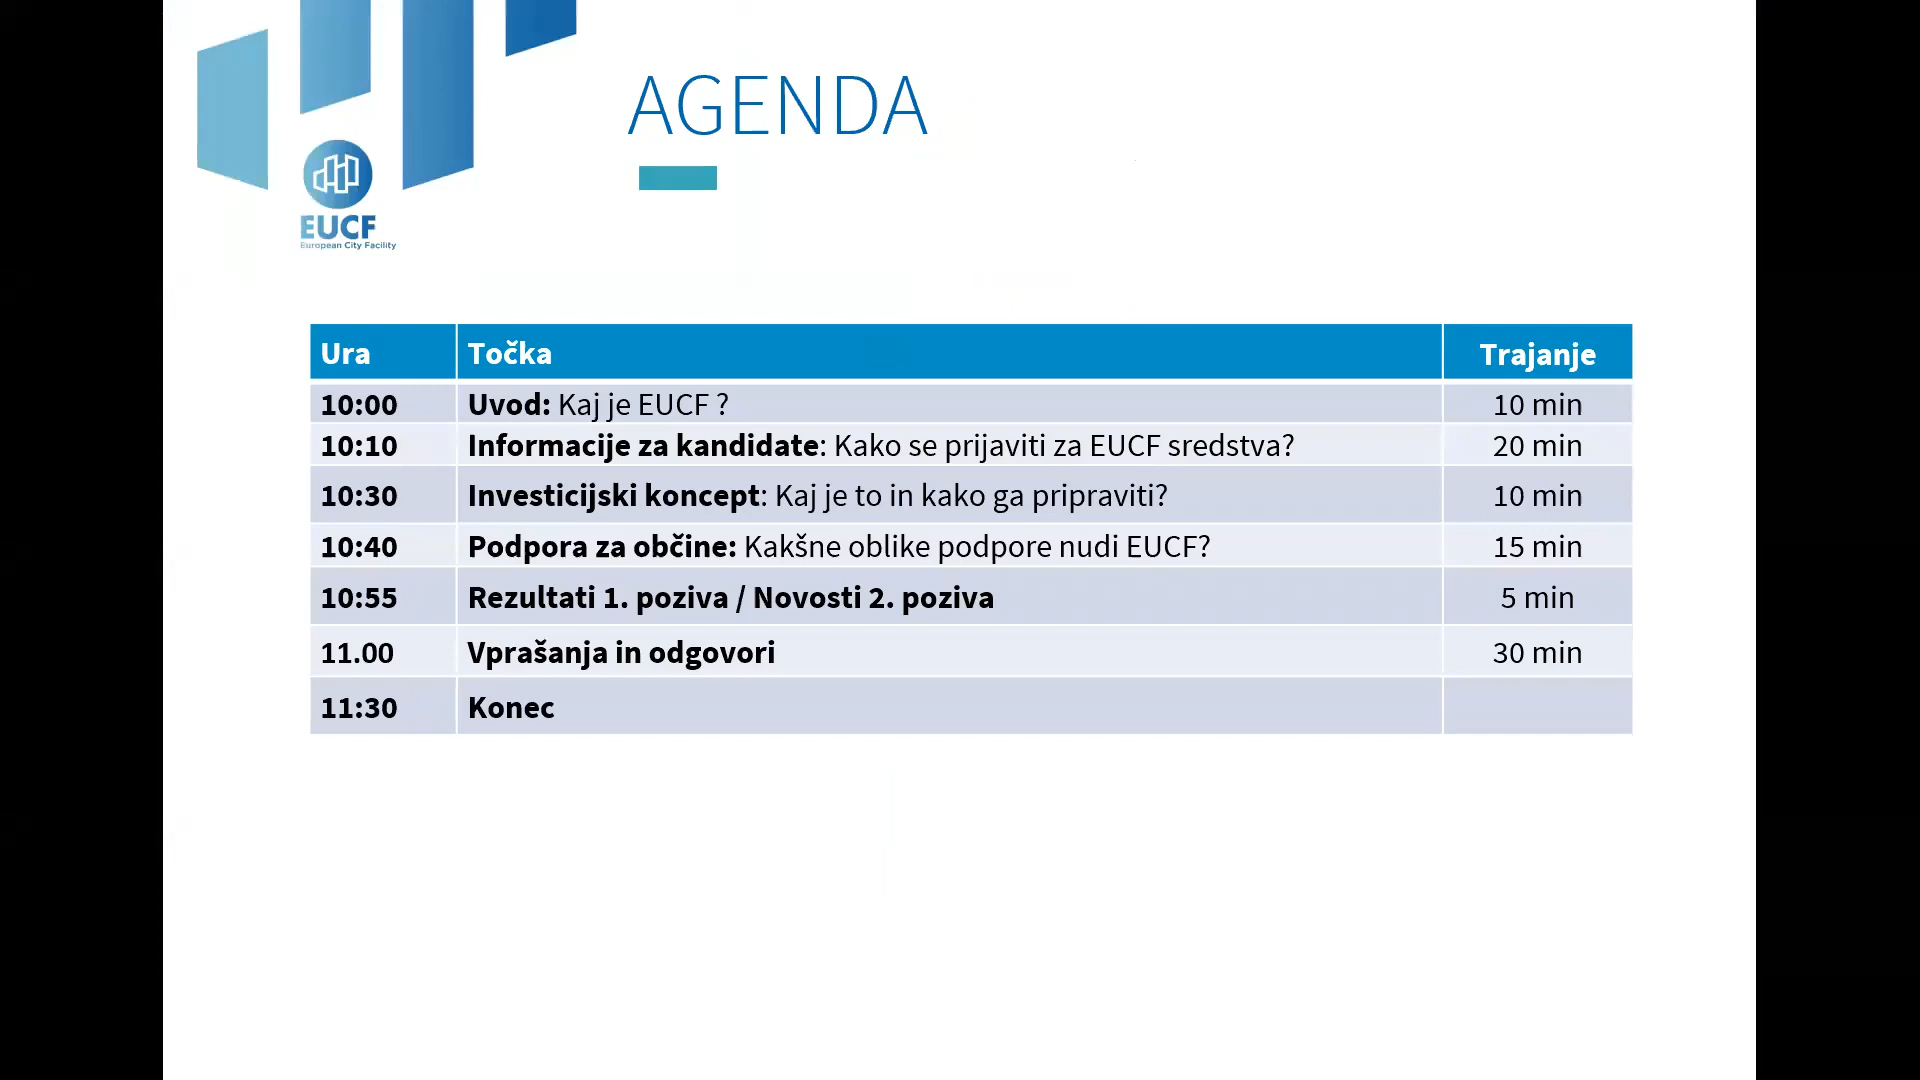 AGENDA
EUCF
European City Facility
Ura Točka Trajanje
10:00 Uvod: Kaj je EUCF ? 10 min
10:10 Informacije za kandidate: Kako se prijaviti za EUCF sredstva? 20 min
10:30 Investicijski koncept: Kaj je to in kako ga pripraviti? 10 min
10:40 Podpora za občine: Kakšne oblike podpore nudi EUCF? 15 min
10:55 Rezultati 1. poziva / Novosti 2. poziva 5 min
11.00 Vprašanja in odgovori 30 min
11:30 Konec